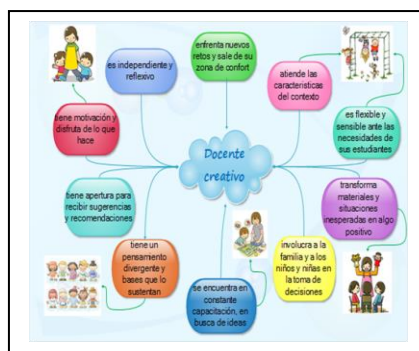 es independiente y
reflexivo
enfrenta nuevos
retos y sale de su
zona de confort
atiende las
caracteristicas
del contexto
tiene motivación y
disfruta de lo que
hace
Docente
creativo
es flexible y
sensible ante las
necesidades de
sus estudiantes
tiene apertura para
recibir sugerencias
y recomendaciones
transforma
materiales y
situaciones
inesperadas en algo
positivo
tiene un
pensamiento
divergente y
bases que lo
sustentan
se encuentra en
constante
capacitación, en
busca de ideas
involucra a la
familia y a los
niños y niñas en
la toma de
decisiones